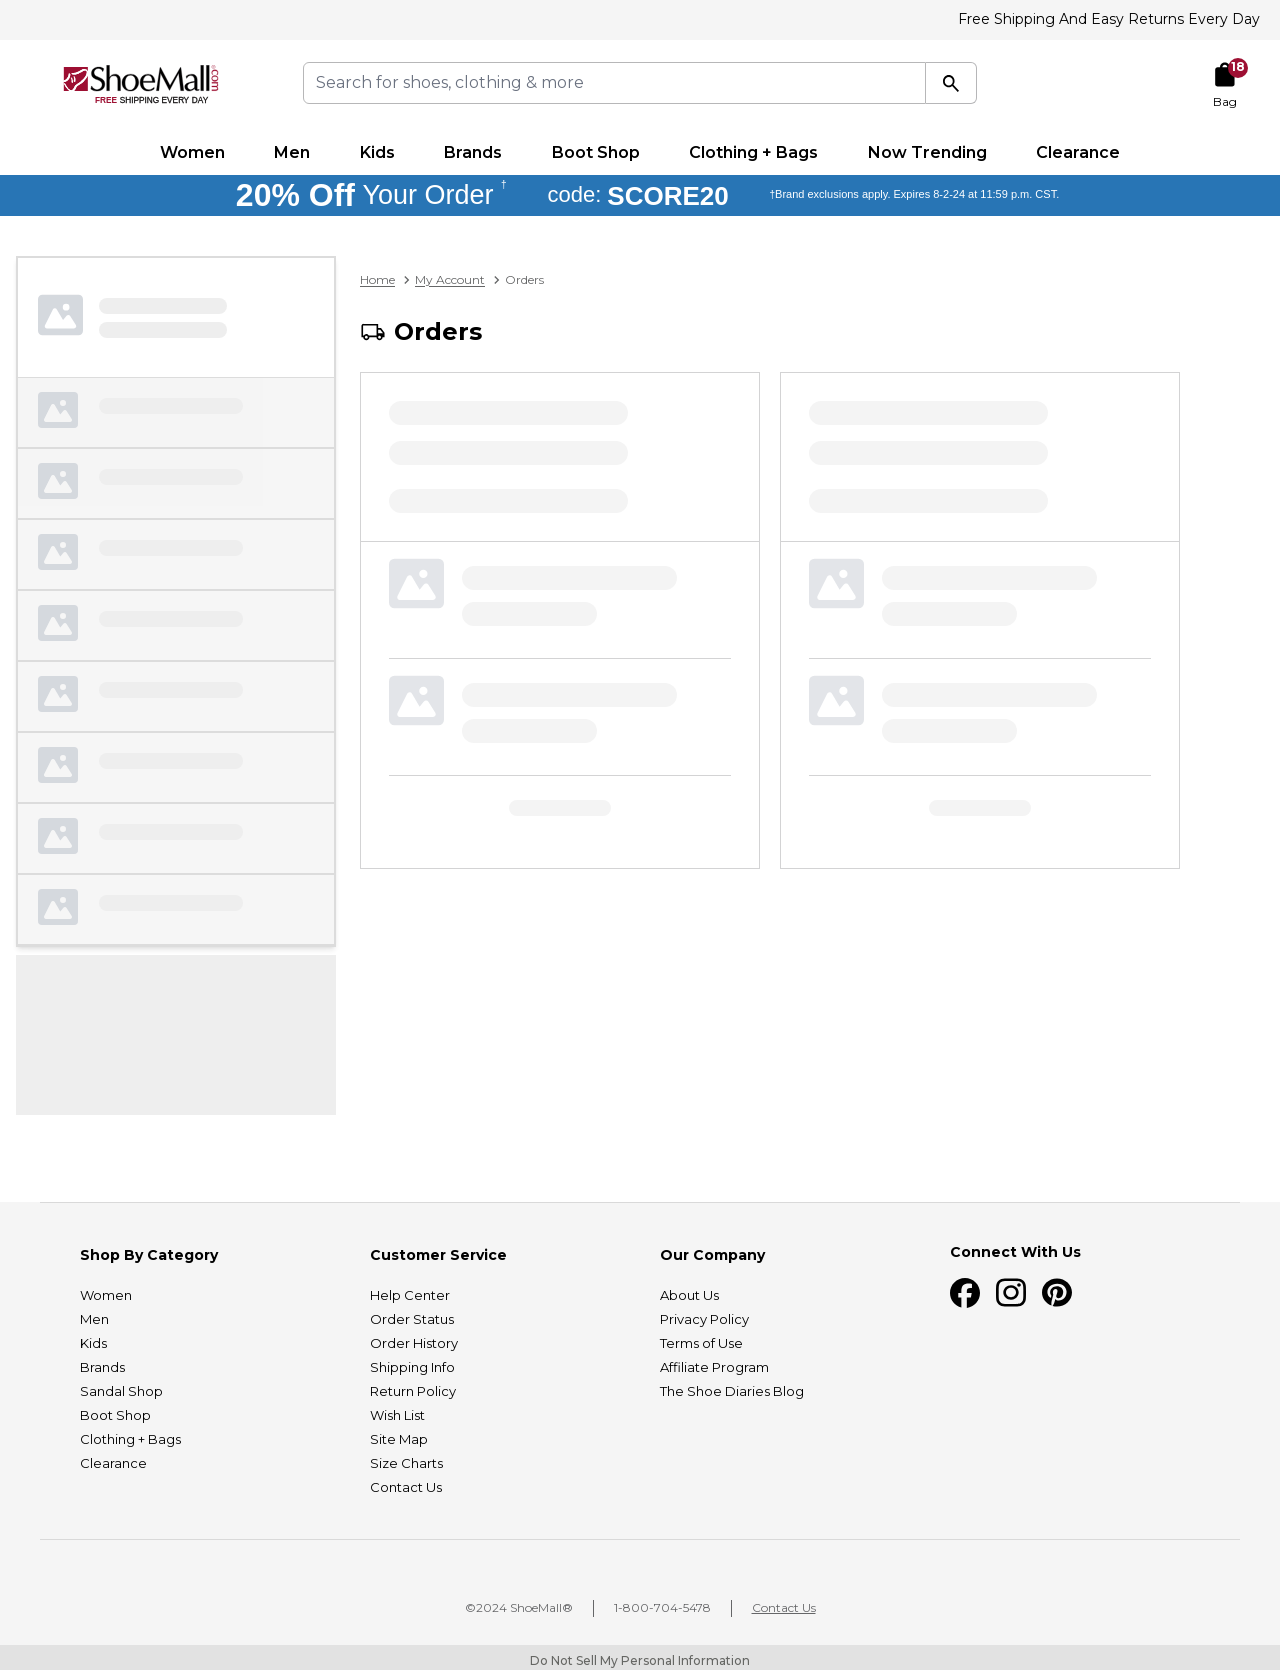 Free Shipping And Easy Returns Every Day
ShoeMall®.com
FREE SHIPPING EVERY DAY
Search for shoes, clothing & more
18
Bag
Women Men Kids Brands Boot Shop Clothing + Bags Now Trending Clearance
20% Off Your Order † code: SCORE20 †Brand exclusions apply. Expires 8-2-24 at 11:59 p.m. CST.
Home My Account Orders
Orders
Shop By Category
Women
Men
Kids
Brands
Sandal Shop
Boot Shop
Clothing + Bags
Clearance
Customer Service
Help Center
Order Status
Order History
Shipping Info
Return Policy
Wish List
Site Map
Size Charts
Contact Us
Our Company
About Us
Privacy Policy
Terms of Use
Affiliate Program
The Shoe Diaries Blog
Connect With Us
©2024 ShoeMall® 1-800-704-5478 Contact Us
Do Not Sell My Personal Information